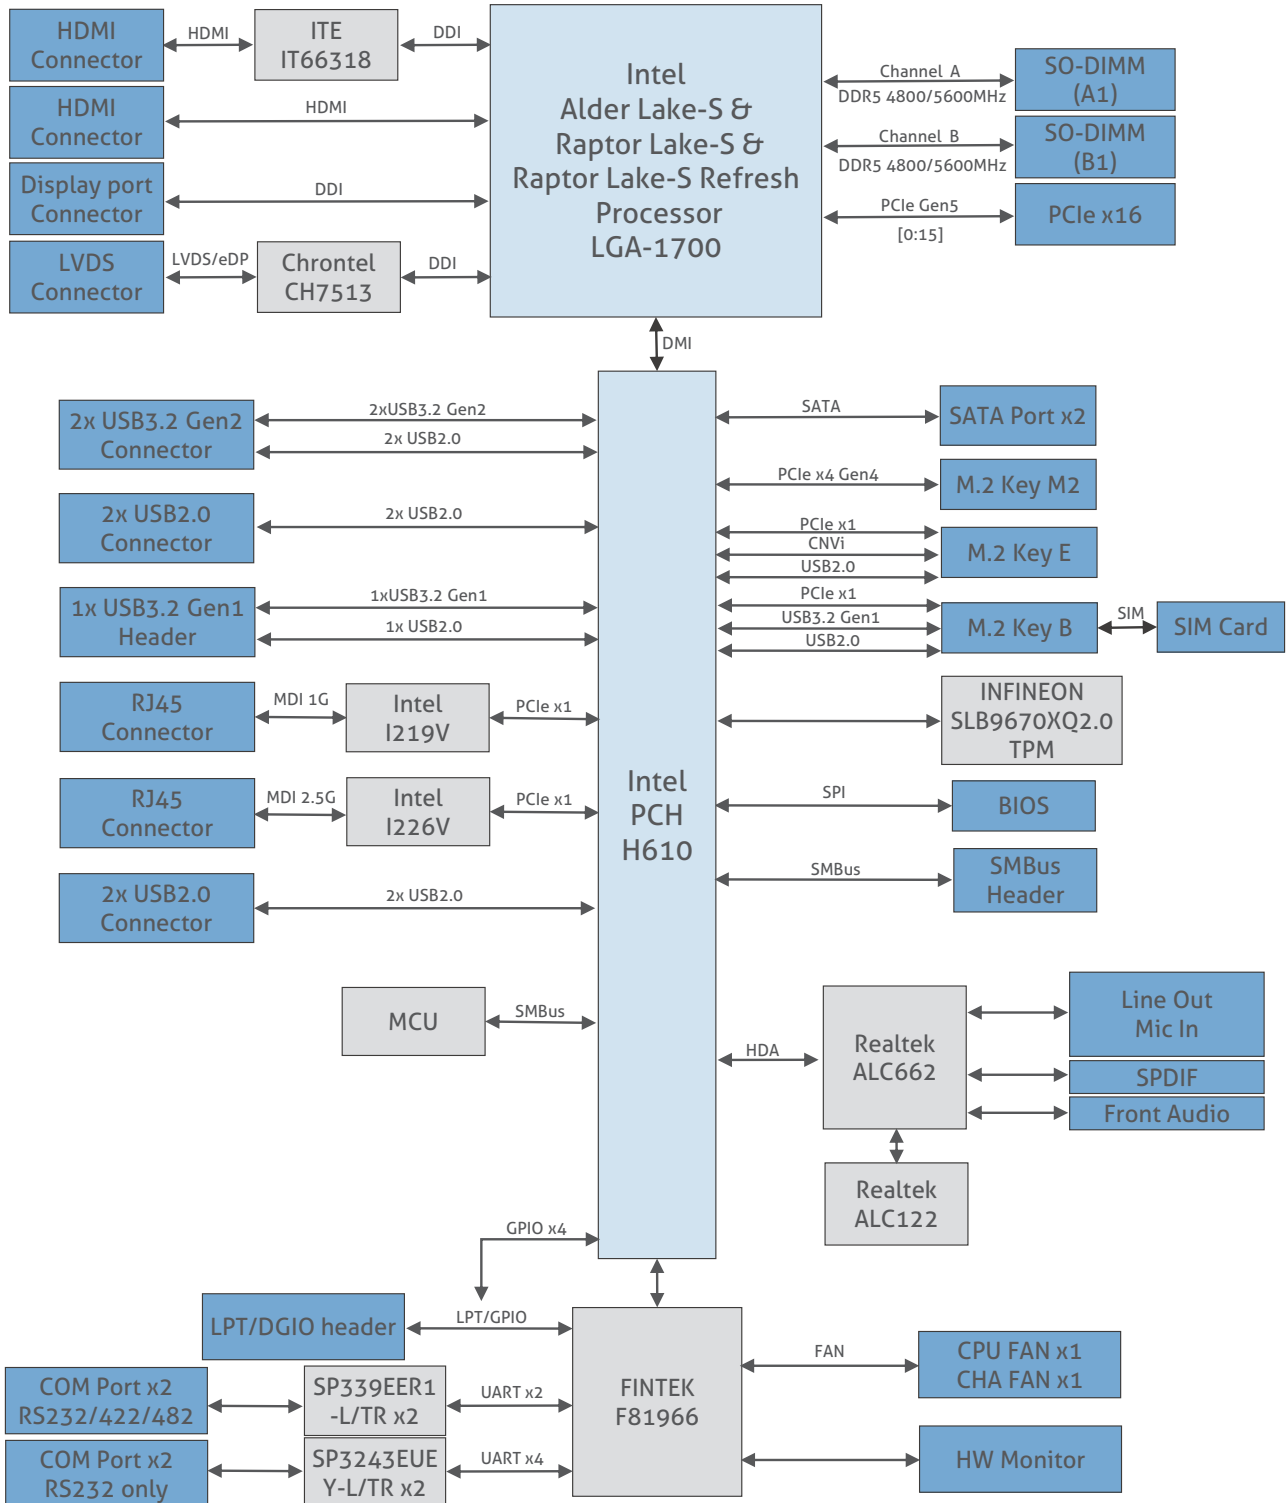 HDMI
Connector
HDMI
ITE
IT66318
DDI
HDMI
Connector
HDMI
Display port
Connector
DDI
LVDS
Connector
LVDS/eDP
Chrontel
CH7513
DDI
Intel
Alder Lake-S &
Raptor Lake-S &
Raptor Lake-S Refresh
Processor
LGA-1700
Channel A
DDR5 4800/5600MHz
SO-DIMM
(A1)
Channel B
DDR5 4800/5600MHz
SO-DIMM
(B1)
PCIe Gen5
[0:15]
PCIe x16
DMI
2x USB3.2 Gen2
Connector
2xUSB3.2 Gen2
2x USB2.0
2x USB2.0
Connector
2x USB2.0
1x USB3.2 Gen1
Header
1xUSB3.2 Gen1
1x USB2.0
RJ45
Connector
MDI 1G
Intel
I219V
PCIe x1
RJ45
Connector
MDI 2.5G
Intel
I226V
PCIe x1
2x USB2.0
Connector
2x USB2.0
MCU
SMBus
Intel
PCH
H610
SATA
SATA Port x2
PCIe x4 Gen4
M.2 Key M2
PCIe x1
CNVi
USB2.0
M.2 Key E
PCIe x1
USB3.2 Gen1
USB2.0
M.2 Key B
SIM
SIM Card
INFINEON
SLB9670XQ2.0
TPM
SPI
BIOS
SMBus
SMBus
Header
HDA
Realtek
ALC662
Line Out
Mic In
SPDIF
Front Audio
Realtek
ALC122
GPIO x4
LPT/DGIO header
LPT/GPIO
COM Port x2
RS232/422/482
SP339EER1
-L/TR x2
UART x2
COM Port x2
RS232 only
SP3243EUE
Y-L/TR x2
UART x4
FINTEK
F81966
FAN
CPU FAN x1
CHA FAN x1
HW Monitor